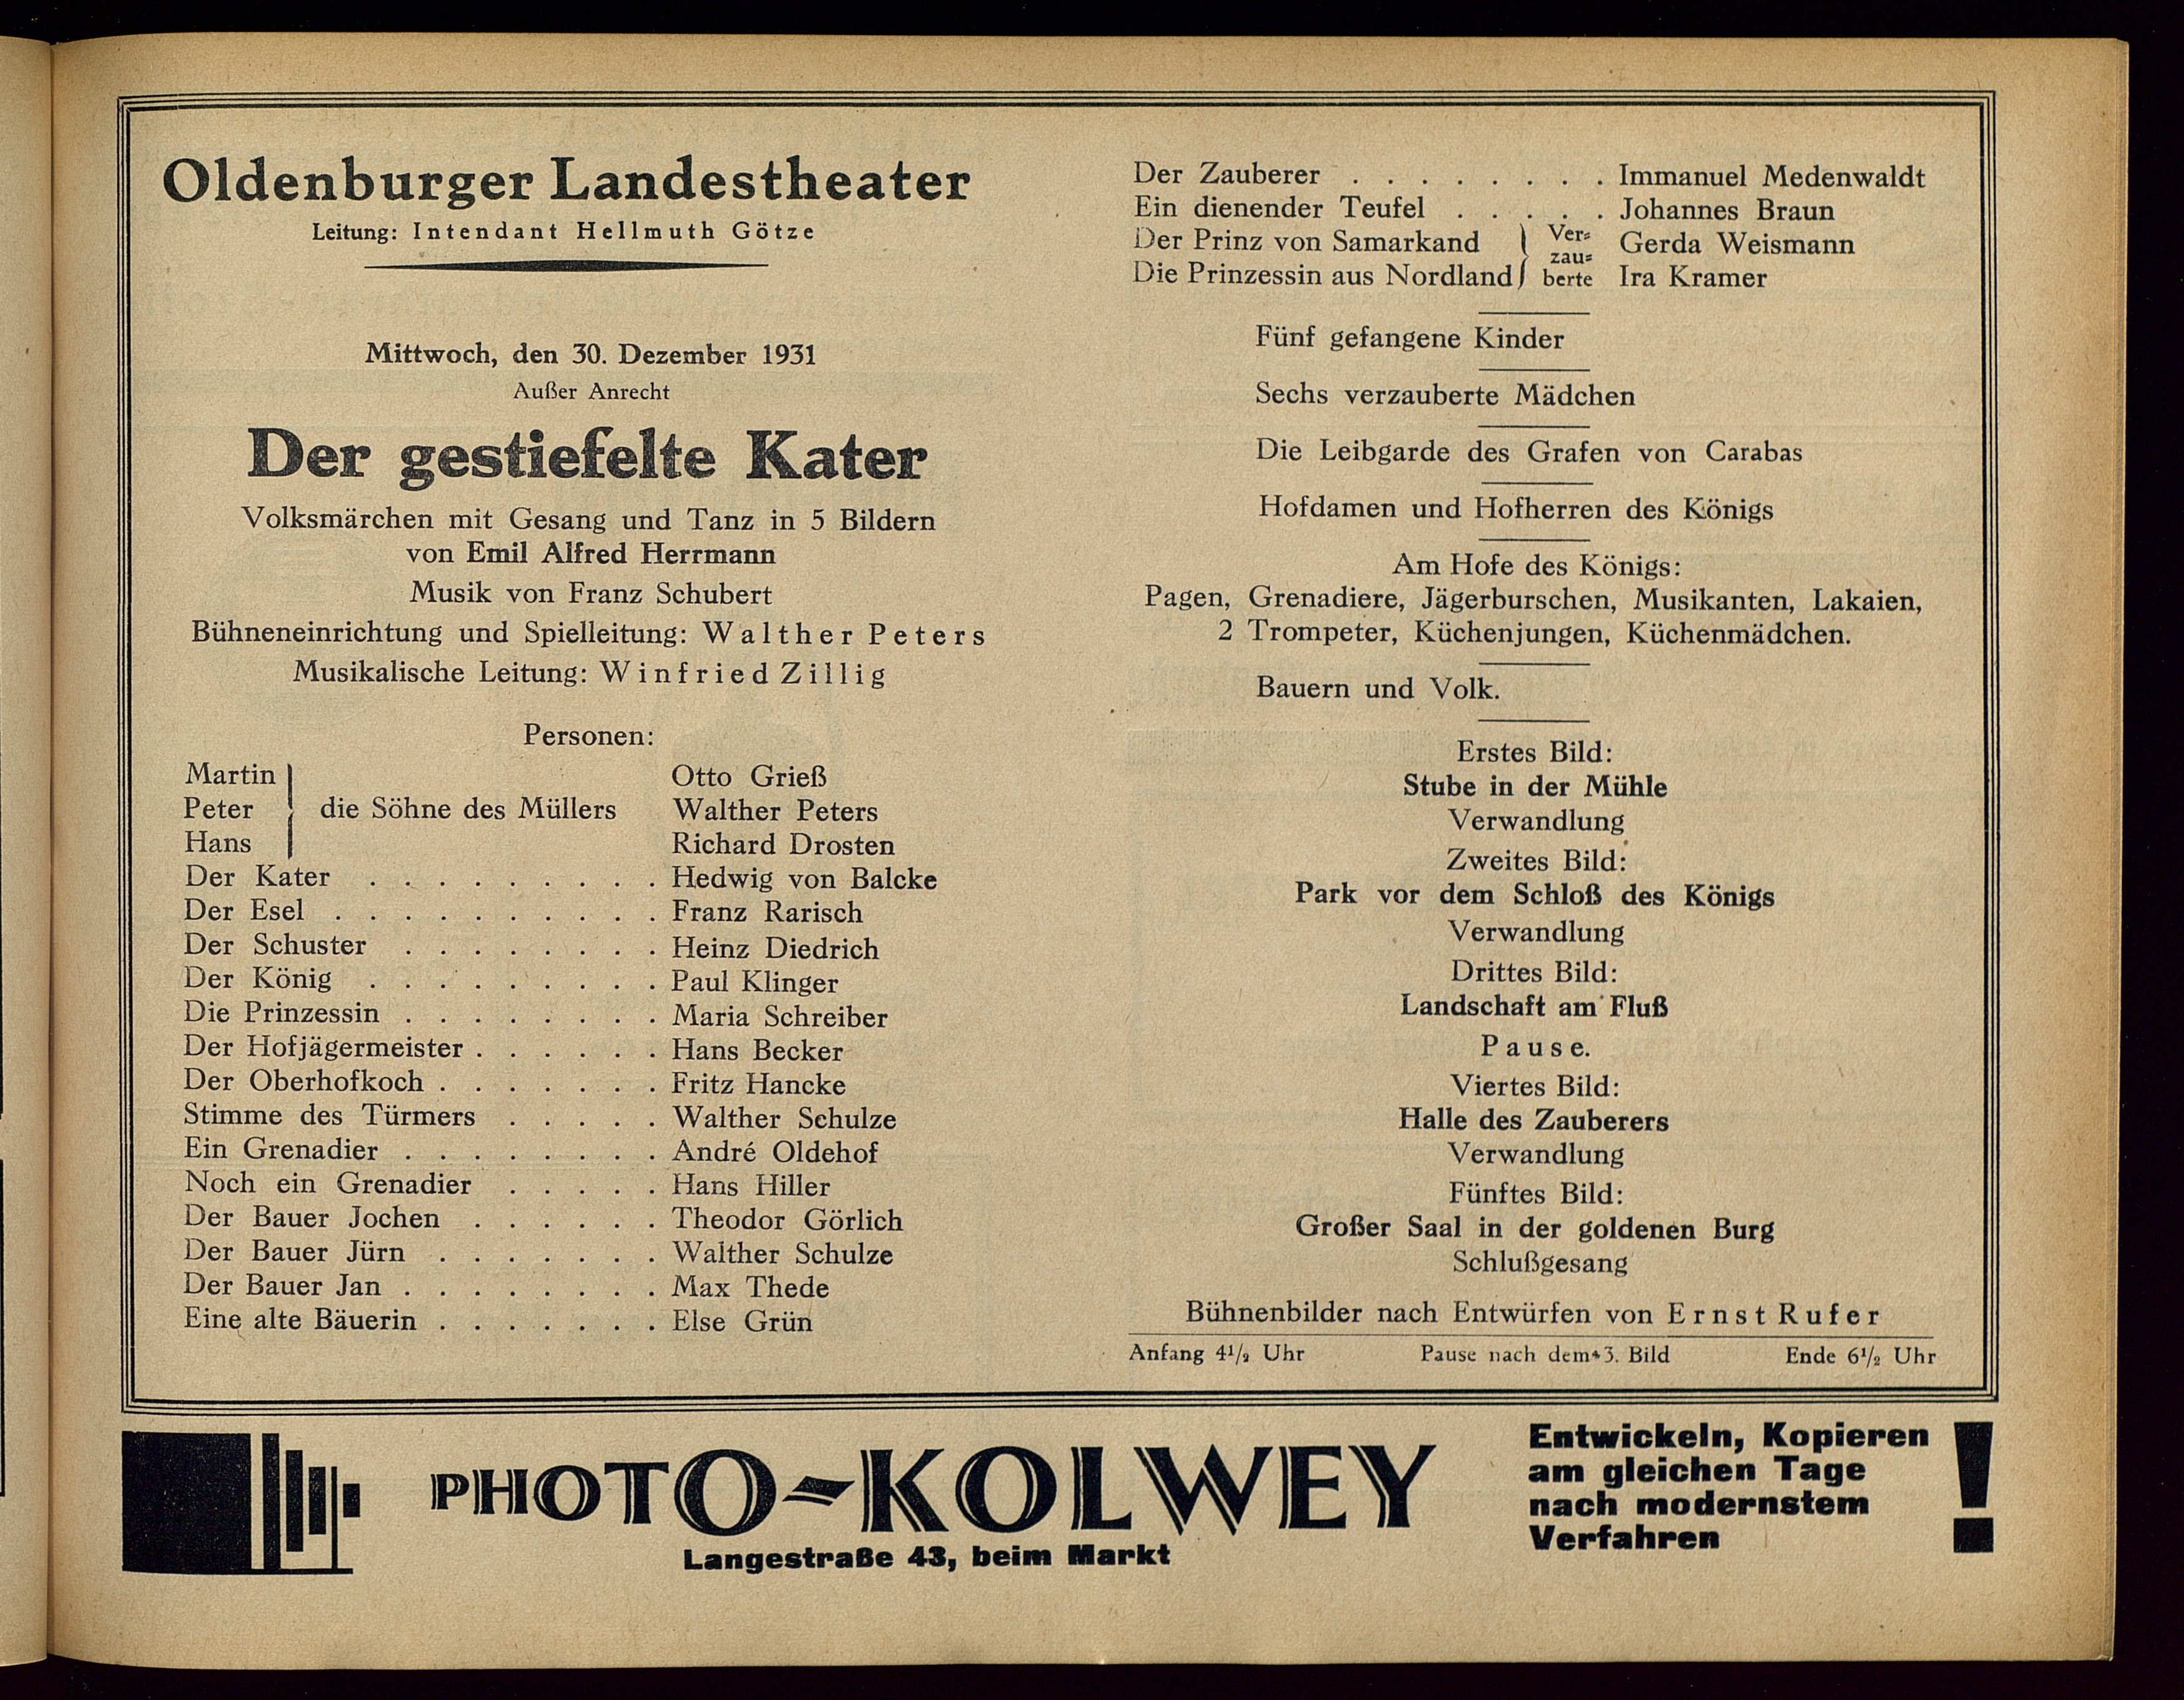 Oldenburger Landestheater
Leitung: Intendant Hellmuth Götze
Mittwoch, den 30. Dezember 1931
Außer Anrecht
Der gestiefelte Kater
Volksmärchen mit Gesang und Tanz in 5 Bildern
von Emil Alfred Herrmann
Musik von Franz Schubert
Bühneneinrichtung und Spielleitung: Walther Peters
Musikalische Leitung: Winfried Zillig
Personen:
Martin Otto Grieß
Peter die Söhne des Müllers Walther Peters
Hans Richard Drosten
Der Kater . . . . . . . . . Hedwig von Balcke
Der Esel . . . . . . . . . . Franz Rarisch
Der Schuster . . . . . . . . Heinz Diedrich
Der König . . . . . . . . . Paul Klinger
Die Prinzessin . . . . . . . . Maria Schreiber
Der Hofjägermeister . . . . . . Hans Becker
Der Oberhofkoch . . . . . . . Fritz Hancke
Stimme des Türmers . . . . . Walther Schulze
Ein Grenadier . . . . . . . . André Oldehof
Noch ein Grenadier . . . . . Hans Hiller
Der Bauer Jochen . . . . . . Theodor Görlich
Der Bauer Jürn . . . . . . . Walther Schulze
Der Bauer Jan . . . . . . . . Max Thede
Eine alte Bäuerin . . . . . . . Else Grün
Der Zauberer . . . . . . . . Immanuel Medenwaldt
Ein dienender Teufel . . . . . Johannes Braun
Der Prinz von Samarkand } Ver= Gerda Weismann
zau=
Die Prinzessin aus Nordland berte Ira Kramer
Fünf gefangene Kinder
Sechs verzauberte Mädchen
Die Leibgarde des Grafen von Carabas
Hofdamen und Hofherren des Königs
Am Hofe des Königs:
Pagen, Grenadiere, Jägerburschen, Musikanten, Lakaien,
2 Trompeter, Küchenjungen, Küchenmädchen.
Bauern und Volk.
Erstes Bild:
Stube in der Mühle
Verwandlung
Zweites Bild:
Park vor dem Schloß des Königs
Verwandlung
Drittes Bild:
Landschaft am Fluß
Pause.
Viertes Bild:
Halle des Zauberers
Verwandlung
Fünftes Bild:
Großer Saal in der goldenen Burg
Schlußgesang
Bühnenbilder nach Entwürfen von Ernst Rufer
Anfang 4½ Uhr Pause nach dem 3. Bild Ende 6½ Uhr
PHOTO-KOLWEY
Langestraße 43, beim Markt
Entwickeln, Kopieren
am gleichen Tage
nach modernstem
Verfahren !